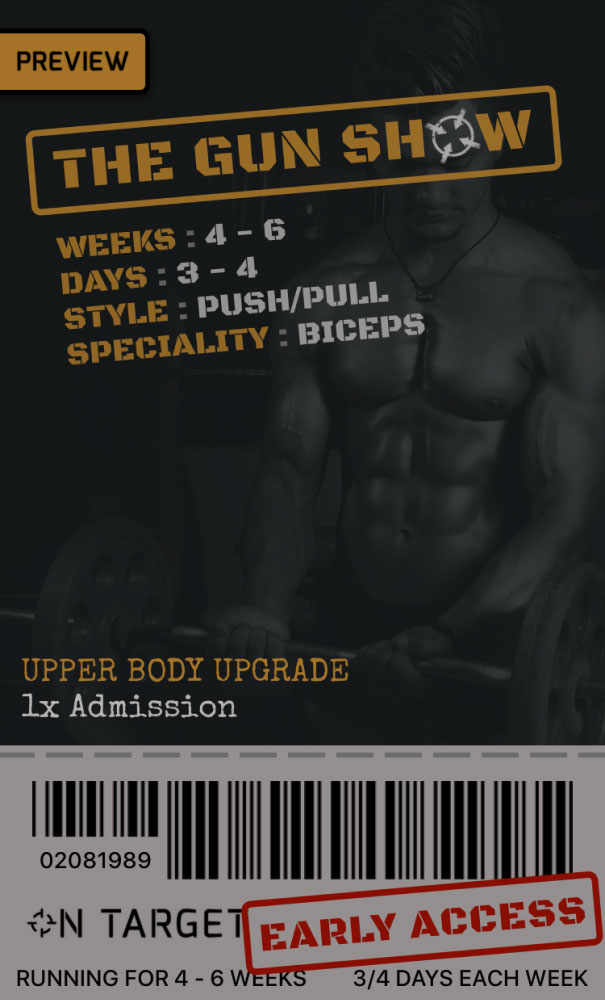 PREVIEW
THE GUN SHOW
WEEKS : 4 - 6
DAYS : 3 - 4
STYLE : PUSH/PULL
SPECIALITY : BICEPS
UPPER BODY UPGRADE
1x Admission
02081989
ON TARGET
EARLY ACCESS
RUNNING FOR 4 - 6 WEEKS
3/4 DAYS EACH WEEK